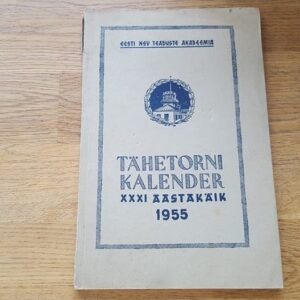 EESTI NSV TEADUSTE AKADEEMIA
TÄHETORNI
KALENDER
XXXI AASTAKÄIK
1955